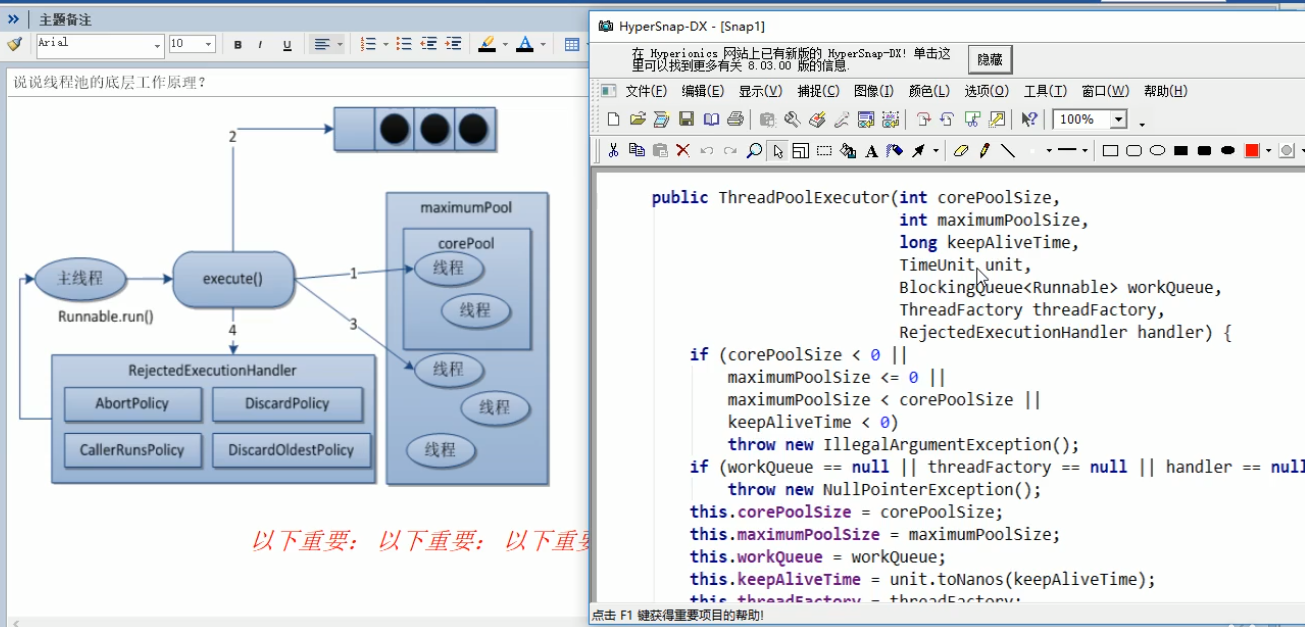 主题备注
Arial
10
B
I
U
A
说说线程池的底层工作原理？
2
maximumPool
corePool
线程
线程
主线程
execute()
1
Runnable.run()
3
4
线程
线程
线程
RejectedExecutionHandler
AbortPolicy
DiscardPolicy
CallerRunsPolicy
DiscardOldestPolicy
以下重要： 以下重要： 以下重要
HyperSnap-DX - [Snap1]
在 Hyperionics 网站上已有新版的 HyperSnap-DX! 单击这
里可以找到更多有关 8.03.00 版的信息.
隐藏
文件(F) 编辑(E) 显示(V) 捕捉(C) 图像(I) 颜色(L) 选项(O) 工具(T) 窗口(W) 帮助(H)
100%
A
public ThreadPoolExecutor(int corePoolSize,
int maximumPoolSize,
long keepAliveTime,
TimeUnit unit,
BlockingQueue<Runnable> workQueue,
ThreadFactory threadFactory,
RejectedExecutionHandler handler) {
if (corePoolSize < 0 ||
maximumPoolSize <= 0 ||
maximumPoolSize < corePoolSize ||
keepAliveTime < 0)
throw new IllegalArgumentException();
if (workQueue == null || threadFactory == null || handler == null
throw new NullPointerException();
this.corePoolSize = corePoolSize;
this.maximumPoolSize = maximumPoolSize;
this.workQueue = workQueue;
this.keepAliveTime = unit.toNanos(keepAliveTime);
this.threadFactory = threadFactory;
点击 F1 键获得重要项目的帮助!